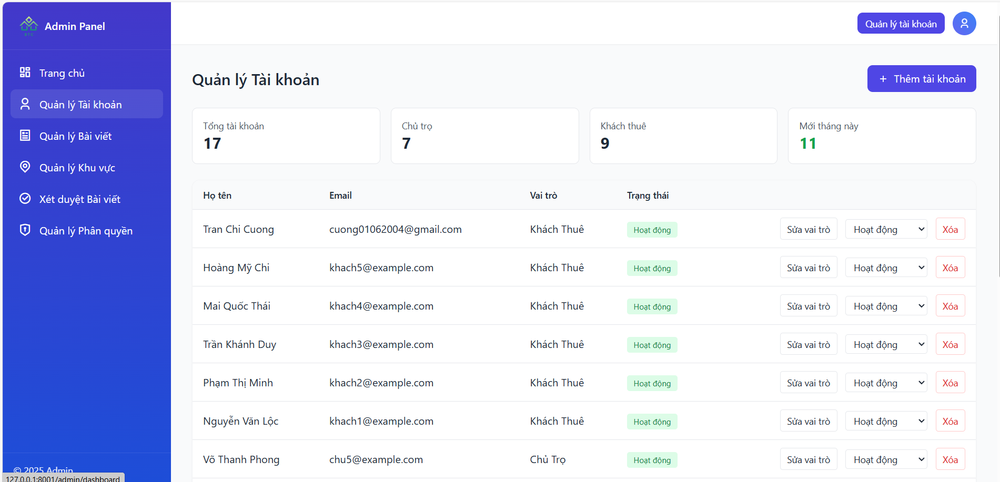 BTC
Admin Panel
Quản lý tài khoản
Trang chủ
Quản lý Tài khoản
Quản lý Bài viết
Quản lý Khu vực
Xét duyệt Bài viết
Quản lý Phân quyền
© 2025 Admin
127.0.0.1:8001/admin/dashboard
Quản lý Tài khoản
+ Thêm tài khoản
Tổng tài khoản
17
Chủ trọ
7
Khách thuê
9
Mới tháng này
11
Họ tên Email Vai trò Trạng thái
Tran Chi Cuong cuong01062004@gmail.com Khách Thuê Hoạt động Sửa vai trò Hoạt động Xóa
Hoàng Mỹ Chi khach5@example.com Khách Thuê Hoạt động Sửa vai trò Hoạt động Xóa
Mai Quốc Thái khach4@example.com Khách Thuê Hoạt động Sửa vai trò Hoạt động Xóa
Trần Khánh Duy khach3@example.com Khách Thuê Hoạt động Sửa vai trò Hoạt động Xóa
Phạm Thị Minh khach2@example.com Khách Thuê Hoạt động Sửa vai trò Hoạt động Xóa
Nguyễn Văn Lộc khach1@example.com Khách Thuê Hoạt động Sửa vai trò Hoạt động Xóa
Võ Thanh Phong chu5@example.com Chủ Trọ Hoạt động Sửa vai trò Hoạt động Xóa